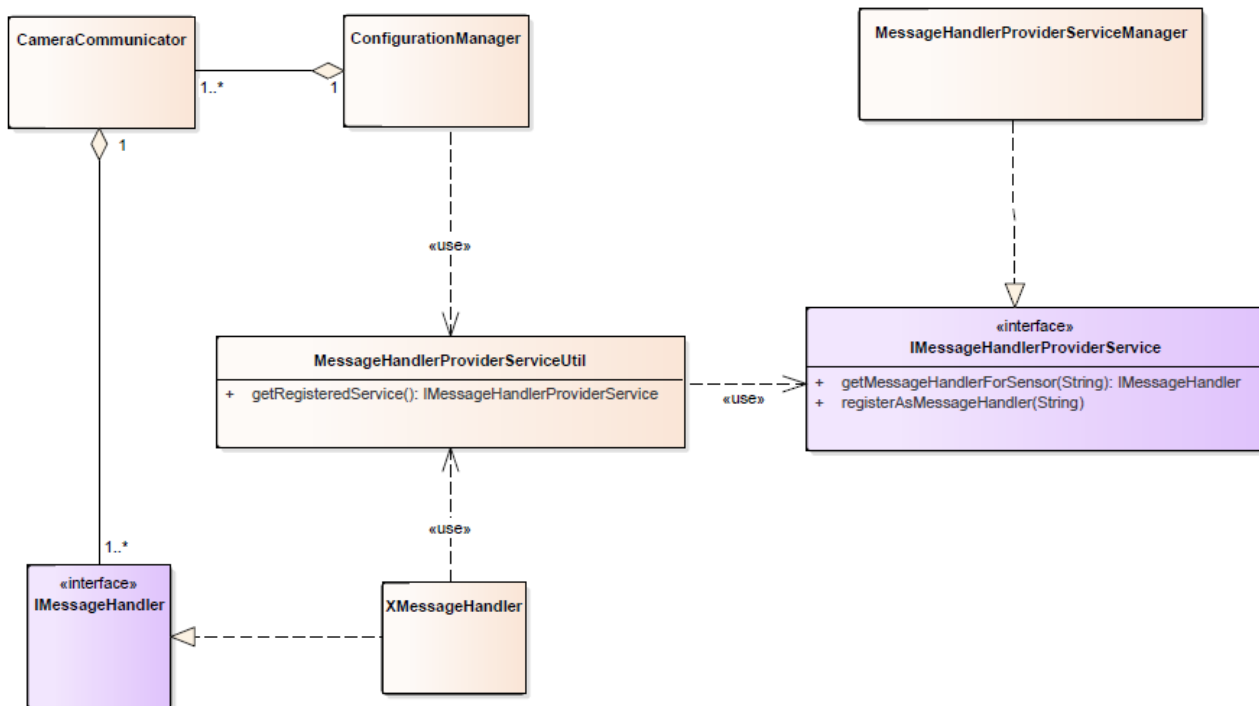 CameraCommunicator
ConfigurationManager
MessageHandlerProviderServiceManager
1..*
1
1
«use»
«interface»
IMessageHandlerProviderService
+ getMessageHandlerForSensor(String): IMessageHandler
+ registerAsMessageHandler(String)
MessageHandlerProviderServiceUtil
+ getRegisteredService(): IMessageHandlerProviderService
«use»
«use»
1..*
«interface»
IMessageHandler
XMessageHandler